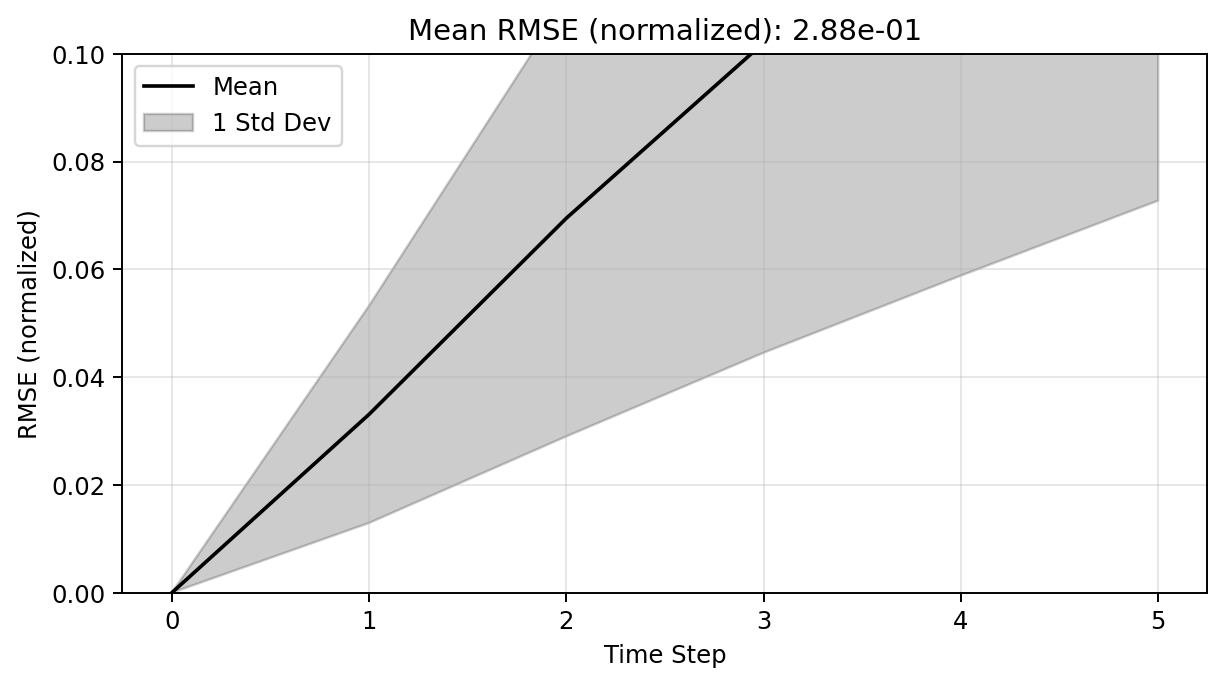 Mean RMSE (normalized): 2.88e-01
0.10
0.08
0.06
0.04
0.02
0.00
RMSE (normalized)
Mean
1 Std Dev
0 1 2 3 4 5
Time Step